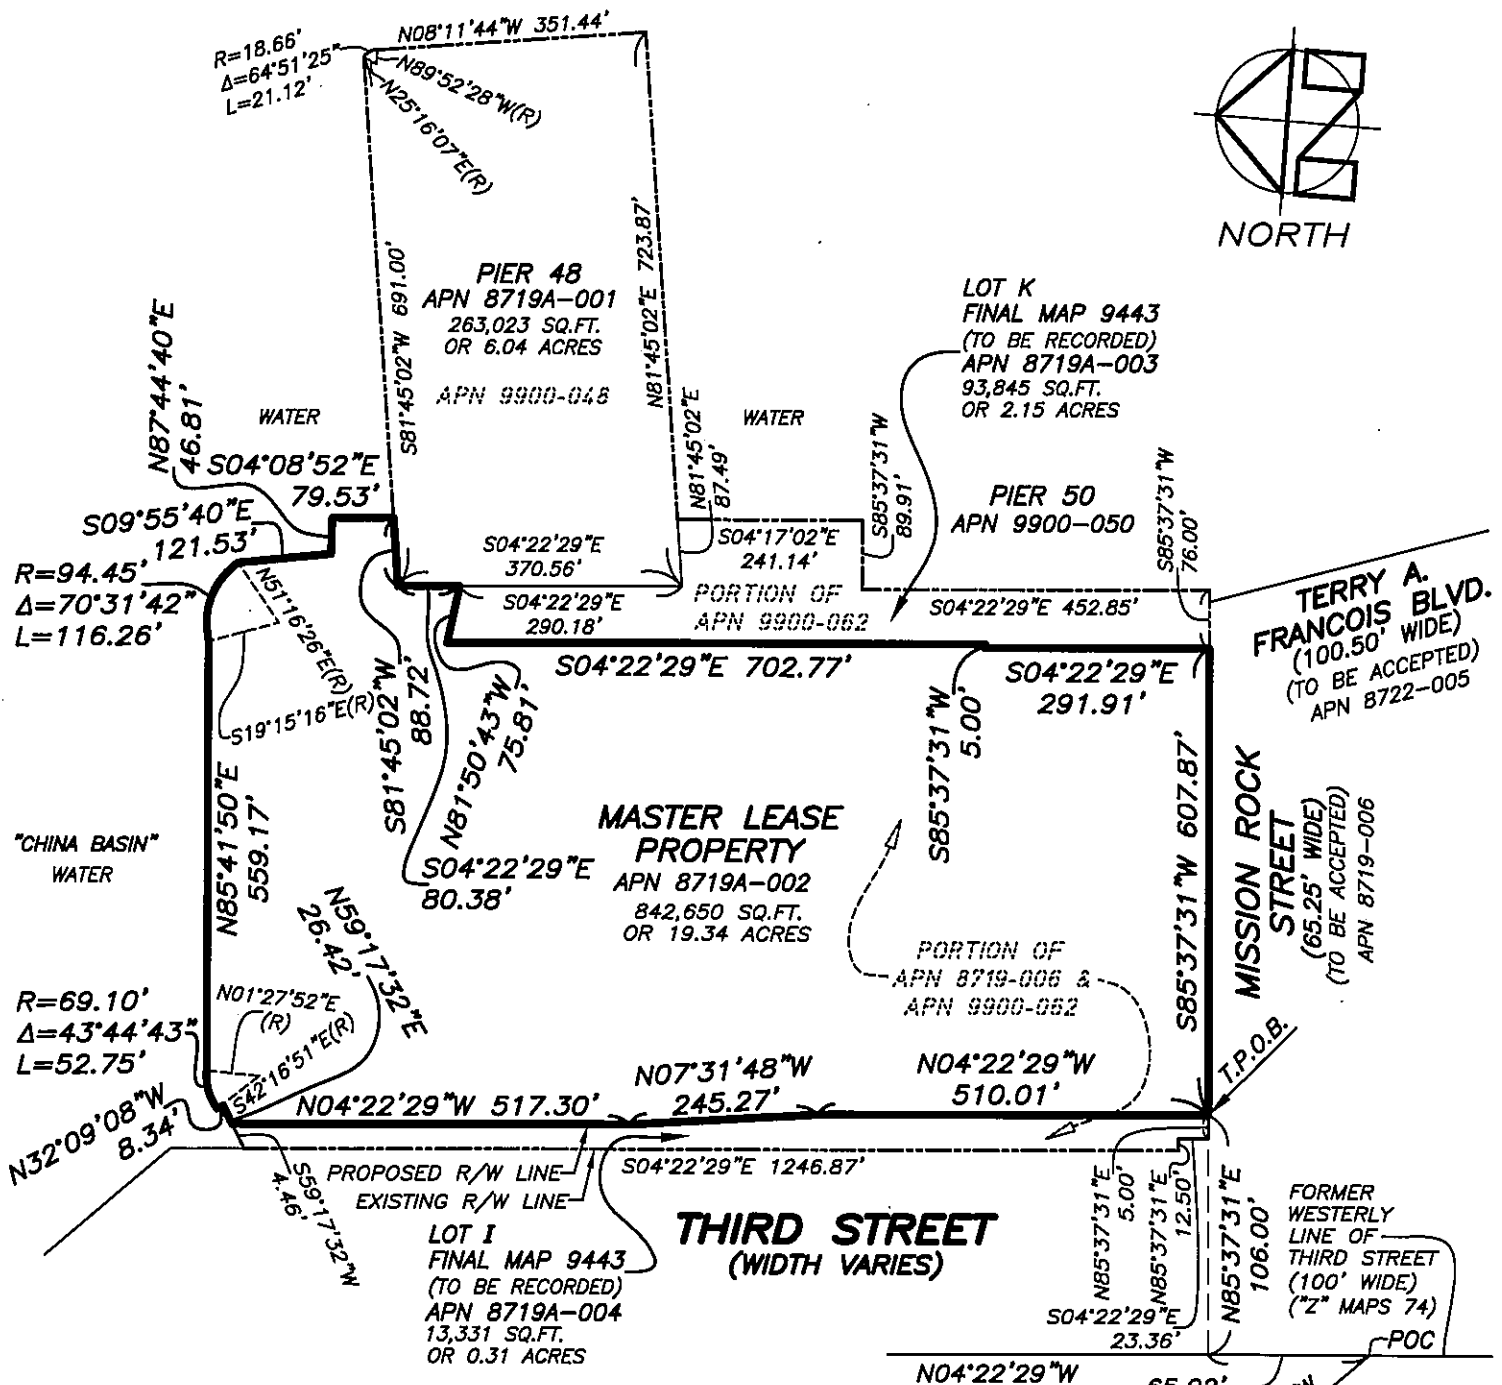 R=18.66'
Δ=64°51'25"
L=21.12'
N08°11'44"W 351.44'
N89°52'28"W(R)
N25°16'07"E(R)
NORTH
S81°45'02"W 691.00'
N81°45'02"E 723.87'
PIER 48
APN 8719A-001
263,023 SQ.FT.
OR 6.04 ACRES
APN 9900-048
LOT K
FINAL MAP 9443
(TO BE RECORDED)
APN 8719A-003
93,845 SQ.FT.
OR 2.15 ACRES
N87°44'40"E
46.81'
WATER
S04°08'52"E
79.53'
N81°45'02"E
87.49'
WATER
S85°37'31"W
89.91'
PIER 50
APN 9900-050
S85°37'31"W
76.00'
S09°55'40"E
121.53'
R=94.45'
Δ=70°31'42"
L=116.26'
N51°16'26"E(R)
S19°15'16"E(R)
S04°22'29"E
370.56'
S04°17'02"E
241.14'
S04°22'29"E
290.18'
PORTION OF
APN 9900-062
S04°22'29"E 452.85'
TERRY A.
FRANCOIS BLVD.
(100.50' WIDE)
(TO BE ACCEPTED)
APN 8722-005
S81°45'02"W
88.72'
N81°50'43"W
75.81'
S04°22'29"E 702.77'
S85°37'31"W
5.00'
S04°22'29"E
291.91'
S04°22'29"E
80.38'
"CHINA BASIN"
WATER
N85°41'50"E
559.17'
MASTER LEASE
PROPERTY
APN 8719A-002
842,650 SQ.FT.
OR 19.34 ACRES
S85°37'31"W 607.87'
MISSION ROCK
STREET
(65.25' WIDE)
(TO BE ACCEPTED)
APN 8719-006
N59°17'32"E
26.42'
PORTION OF
APN 8719-006 &
APN 9900-062
R=69.10'
Δ=43°44'43"
L=52.75'
N01°27'52"E
(R)
S42°16'51"E(R)
N32°09'08"W
8.34'
N04°22'29"W 517.30'
N07°31'48"W
245.27'
N04°22'29"W
510.01'
T.P.O.B.
S59°17'32"W
4.46'
PROPOSED R/W LINE
EXISTING R/W LINE
S04°22'29"E 1246.87'
LOT I
FINAL MAP 9443
(TO BE RECORDED)
APN 8719A-004
13,331 SQ.FT.
OR 0.31 ACRES
THIRD STREET
(WIDTH VARIES)
N85°37'31"E
5.00'
N85°37'31"E
12.50'
N85°37'31"E
106.00'
S04°22'29"E
23.36'
FORMER
WESTERLY
LINE OF
THIRD STREET
(100' WIDE)
("Z" MAPS 74)
POC
N04°22'29"W